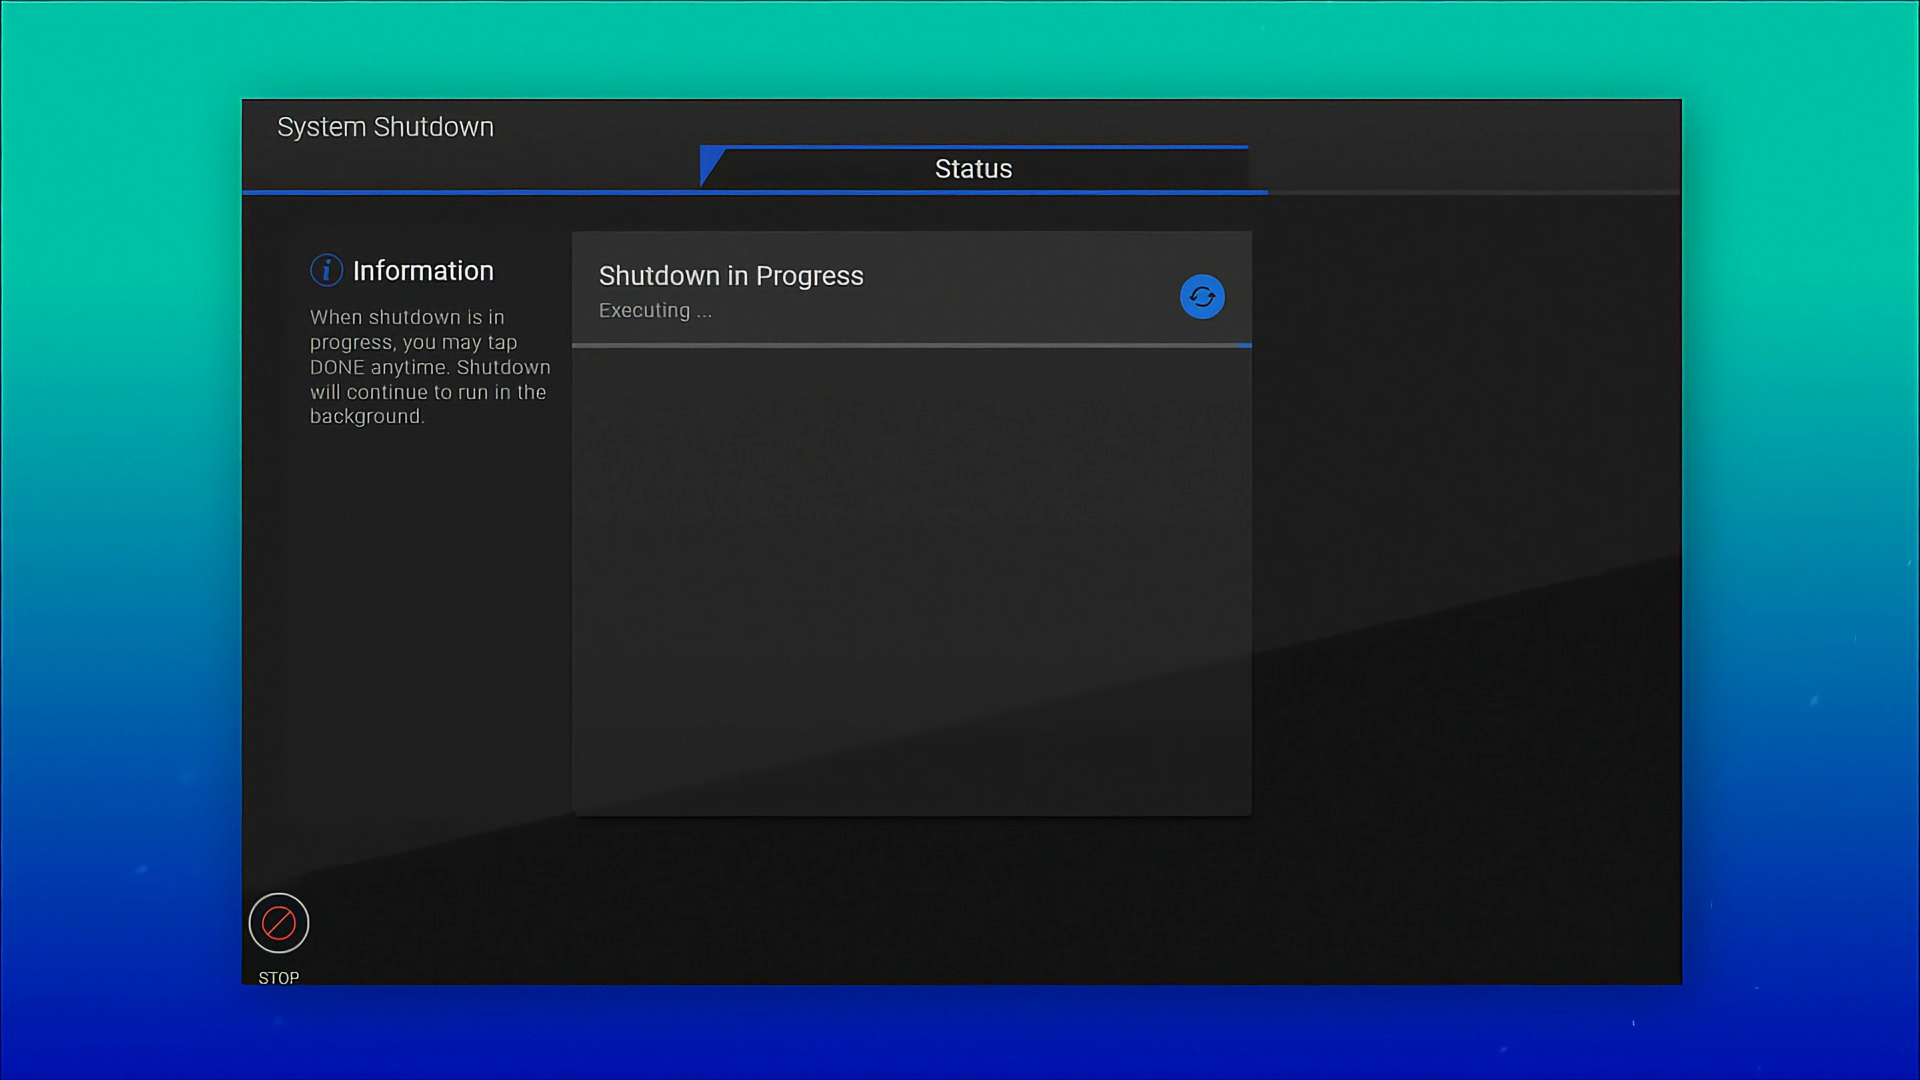 System Shutdown
Status
Information
When shutdown is in
progress, you may tap
DONE anytime. Shutdown
will continue to run in the
background.
Shutdown in Progress
Executing ...
STOP